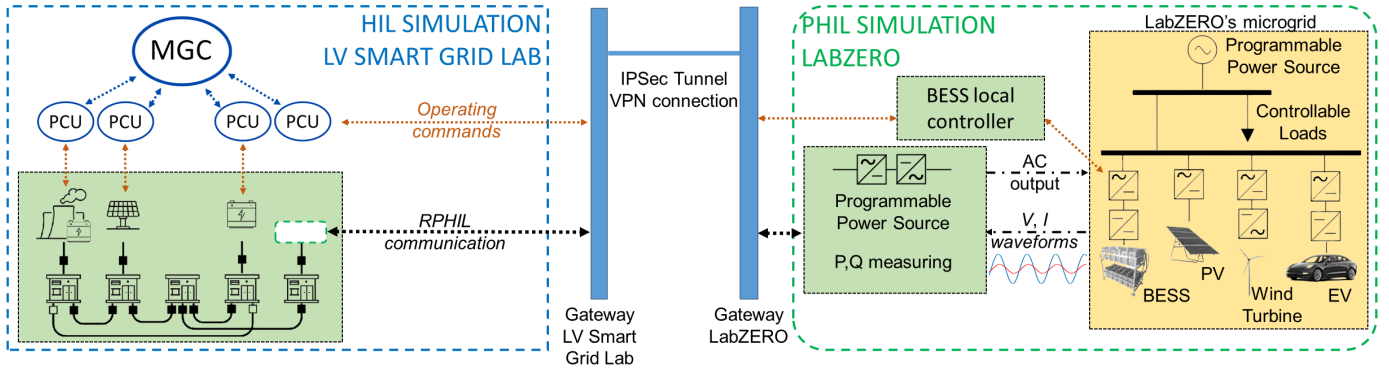 HIL SIMULATION
LV SMART GRID LAB
MGC
PCU
PCU
PCU
PCU
Operating
commands
RPHIL
communication
IPSec Tunnel
VPN connection
Gateway
LV Smart
Grid Lab
Gateway
LabZERO
PHIL SIMULATION
LABZERO
BESS local
controller
Programmable
Power Source
P,Q measuring
AC
output
V, I
waveforms
LabZERO's microgrid
Programmable
Power Source
Controllable
Loads
BESS
PV
Wind
Turbine
EV